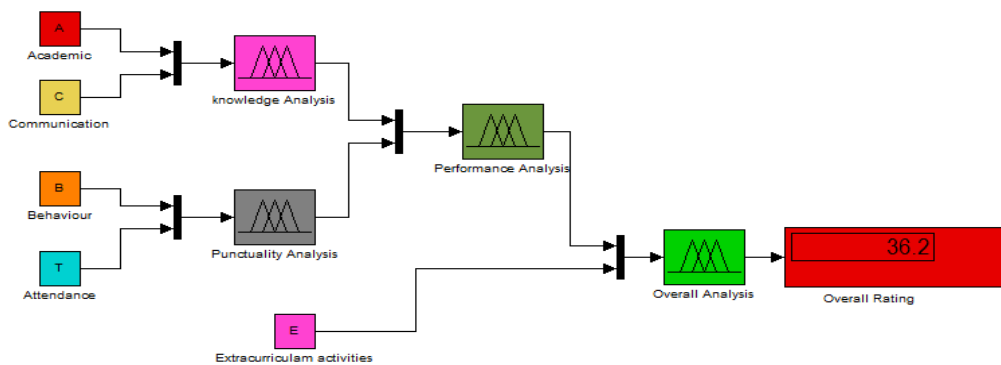 A
Academic
C
Communication
knowledge Analysis
B
Behaviour
T
Attendance
Punctuality Analysis
Performance Analysis
E
Extracurriculam activities
Overall Analysis
36.2
Overall Rating